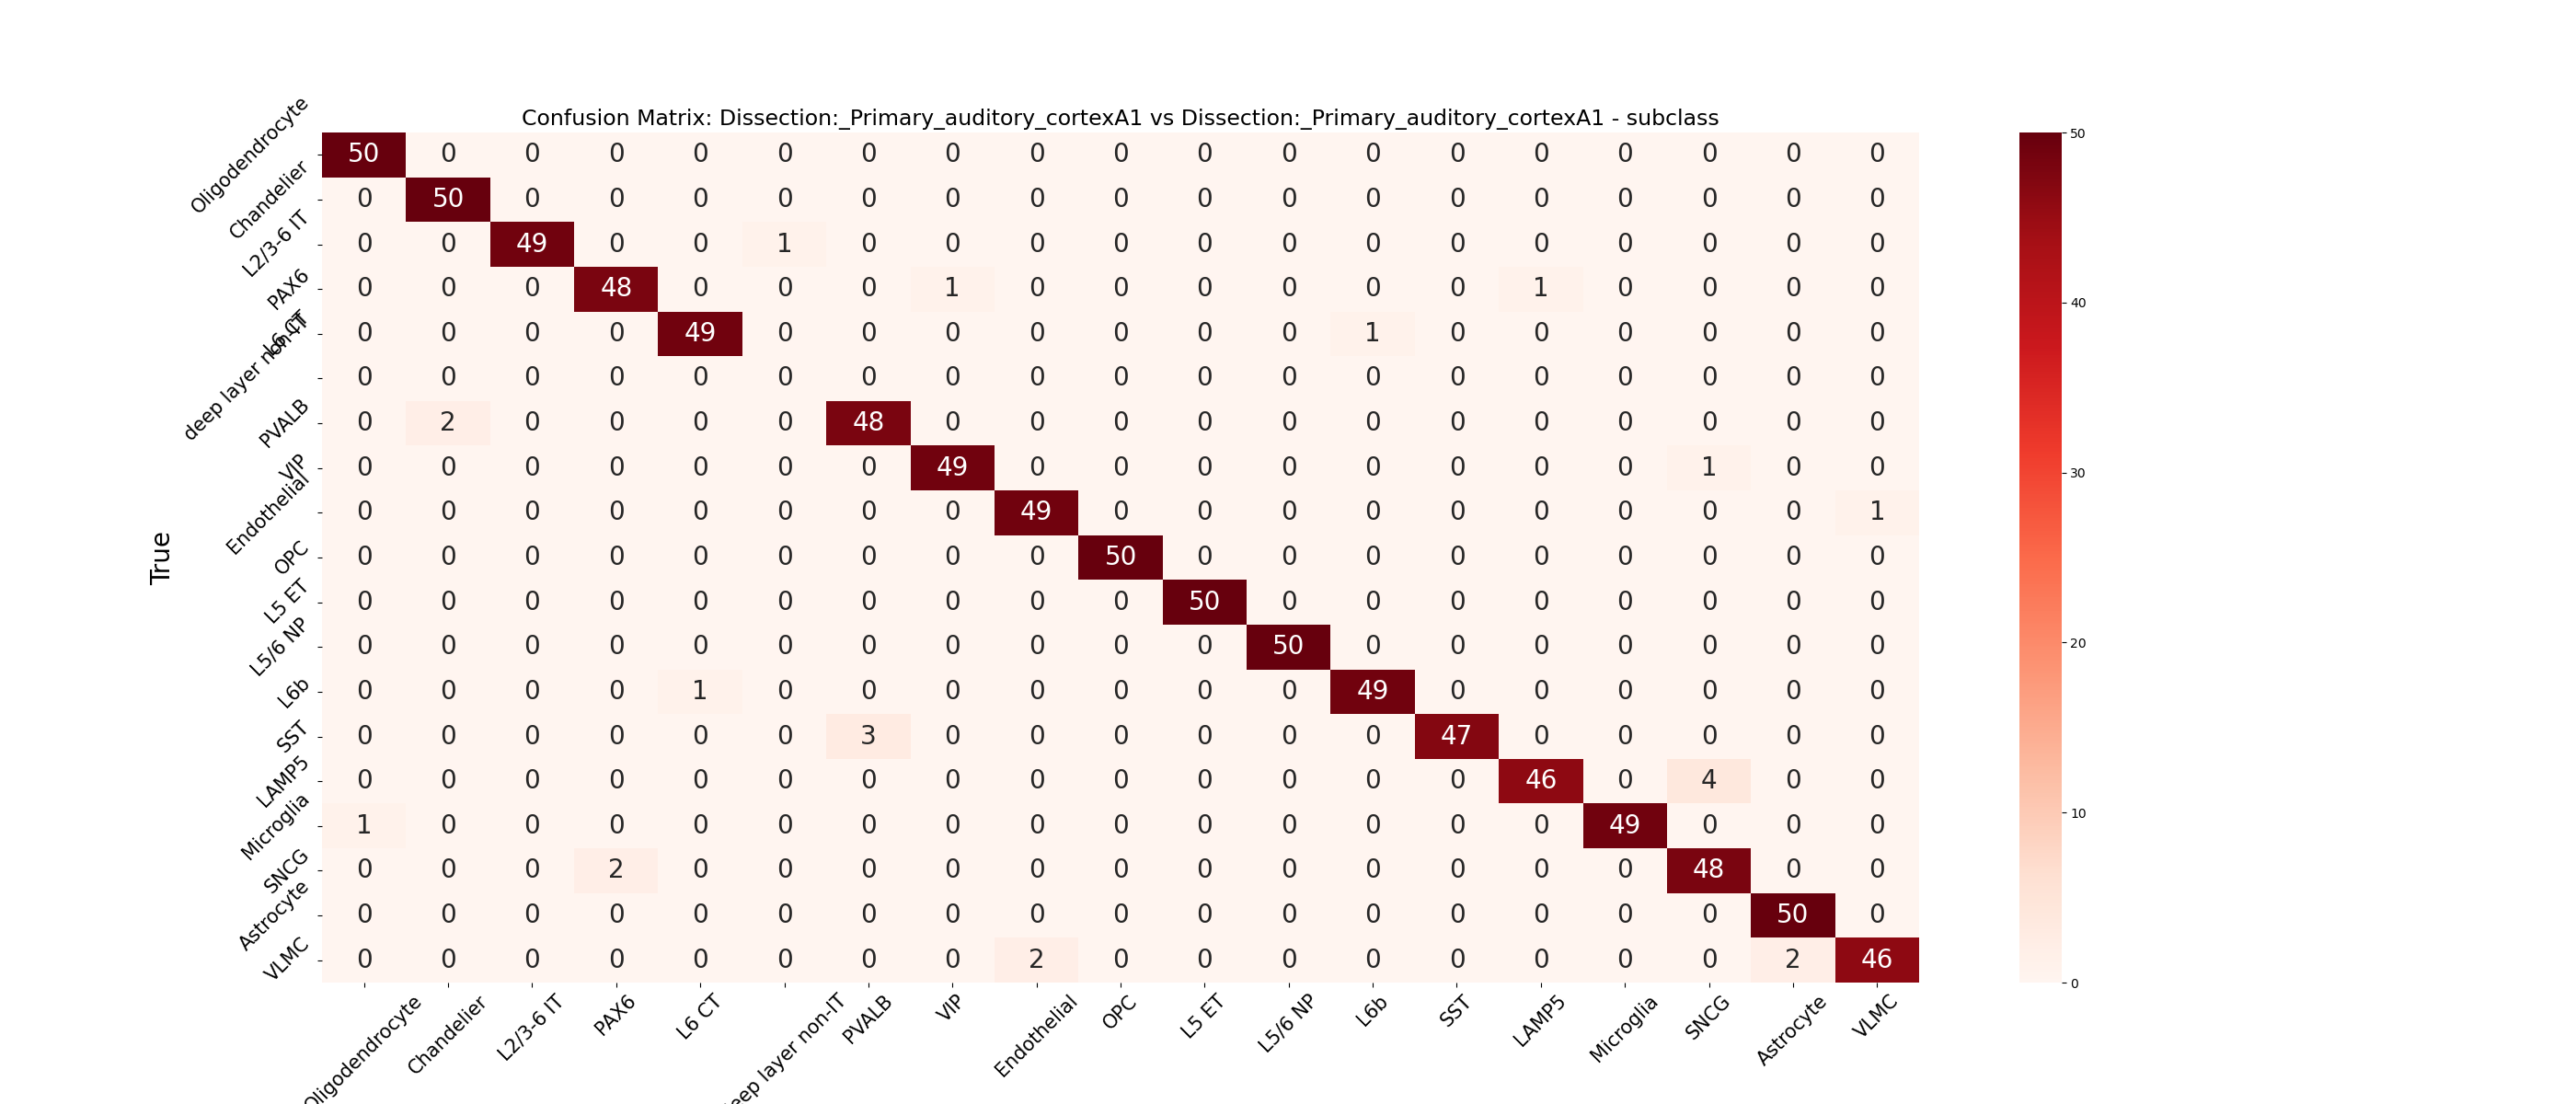 Confusion Matrix: Dissection:_Primary_auditory_cortexA1 vs Dissection:_Primary_auditory_cortexA1 - subclass
Oligodendrocyte 50 0 0 0 0 0 0 0 0 0 0 0 0 0 0 0 0 0 0
Chandelier 0 50 0 0 0 0 0 0 0 0 0 0 0 0 0 0 0 0 0
L2/3-6 IT 0 0 49 0 0 1 0 0 0 0 0 0 0 0 0 0 0 0 0
PAX6 0 0 0 48 0 0 0 1 0 0 0 0 0 0 1 0 0 0 0
L6 CT 0 0 0 0 49 0 0 0 0 0 0 0 1 0 0 0 0 0 0
deep layer non-IT 0 0 0 0 0 0 0 0 0 0 0 0 0 0 0 0 0 0 0
PVALB 0 2 0 0 0 0 48 0 0 0 0 0 0 0 0 0 0 0 0
VIP 0 0 0 0 0 0 0 49 0 0 0 0 0 0 0 0 1 0 0
Endothelial 0 0 0 0 0 0 0 0 49 0 0 0 0 0 0 0 0 0 1
OPC 0 0 0 0 0 0 0 0 0 50 0 0 0 0 0 0 0 0 0
L5 ET 0 0 0 0 0 0 0 0 0 0 50 0 0 0 0 0 0 0 0
L5/6 NP 0 0 0 0 0 0 0 0 0 0 0 50 0 0 0 0 0 0 0
L6b 0 0 0 0 1 0 0 0 0 0 0 0 49 0 0 0 0 0 0
SST 0 0 0 0 0 0 3 0 0 0 0 0 0 47 0 0 0 0 0
LAMP5 0 0 0 0 0 0 0 0 0 0 0 0 0 0 46 0 4 0 0
Microglia 1 0 0 0 0 0 0 0 0 0 0 0 0 0 0 49 0 0 0
SNCG 0 0 0 2 0 0 0 0 0 0 0 0 0 0 0 0 48 0 0
Astrocyte 0 0 0 0 0 0 0 0 0 0 0 0 0 0 0 0 0 50 0
VLMC 0 0 0 0 0 0 0 0 2 0 0 0 0 0 0 0 0 2 46
True
Oligodendrocyte
Chandelier
L2/3-6 IT
PAX6
L6 CT
eep layer non-IT
PVALB
VIP
Endothelial
OPC
L5 ET
L5/6 NP
L6b
SST
LAMP5
Microglia
SNCG
Astrocyte
VLMC
50
40
30
20
10
0